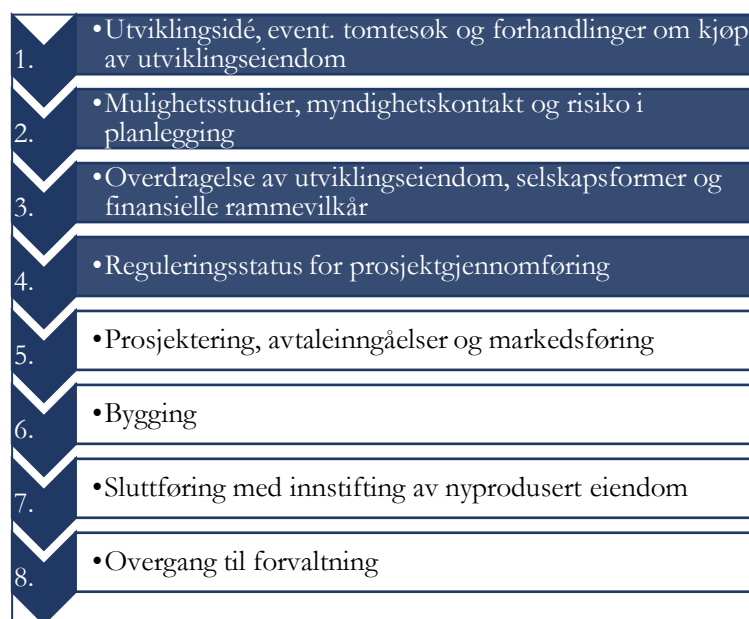 1.
•Utviklingsidé, event. tomtesøk og forhandlinger om kjøp
av utviklingseiendom
2.
•Mulighetsstudier, myndighetskontakt og risiko i
planlegging
3.
•Overdragelse av utviklingseiendom, selskapsformer og
finansielle rammevilkår
4.
•Reguleringsstatus for prosjektgjennomføring
5.
•Prosjektering, avtaleinngåelser og markedsføring
6.
•Bygging
7.
•Sluttføring med innstifting av nyprodusert eiendom
8.
•Overgang til forvaltning